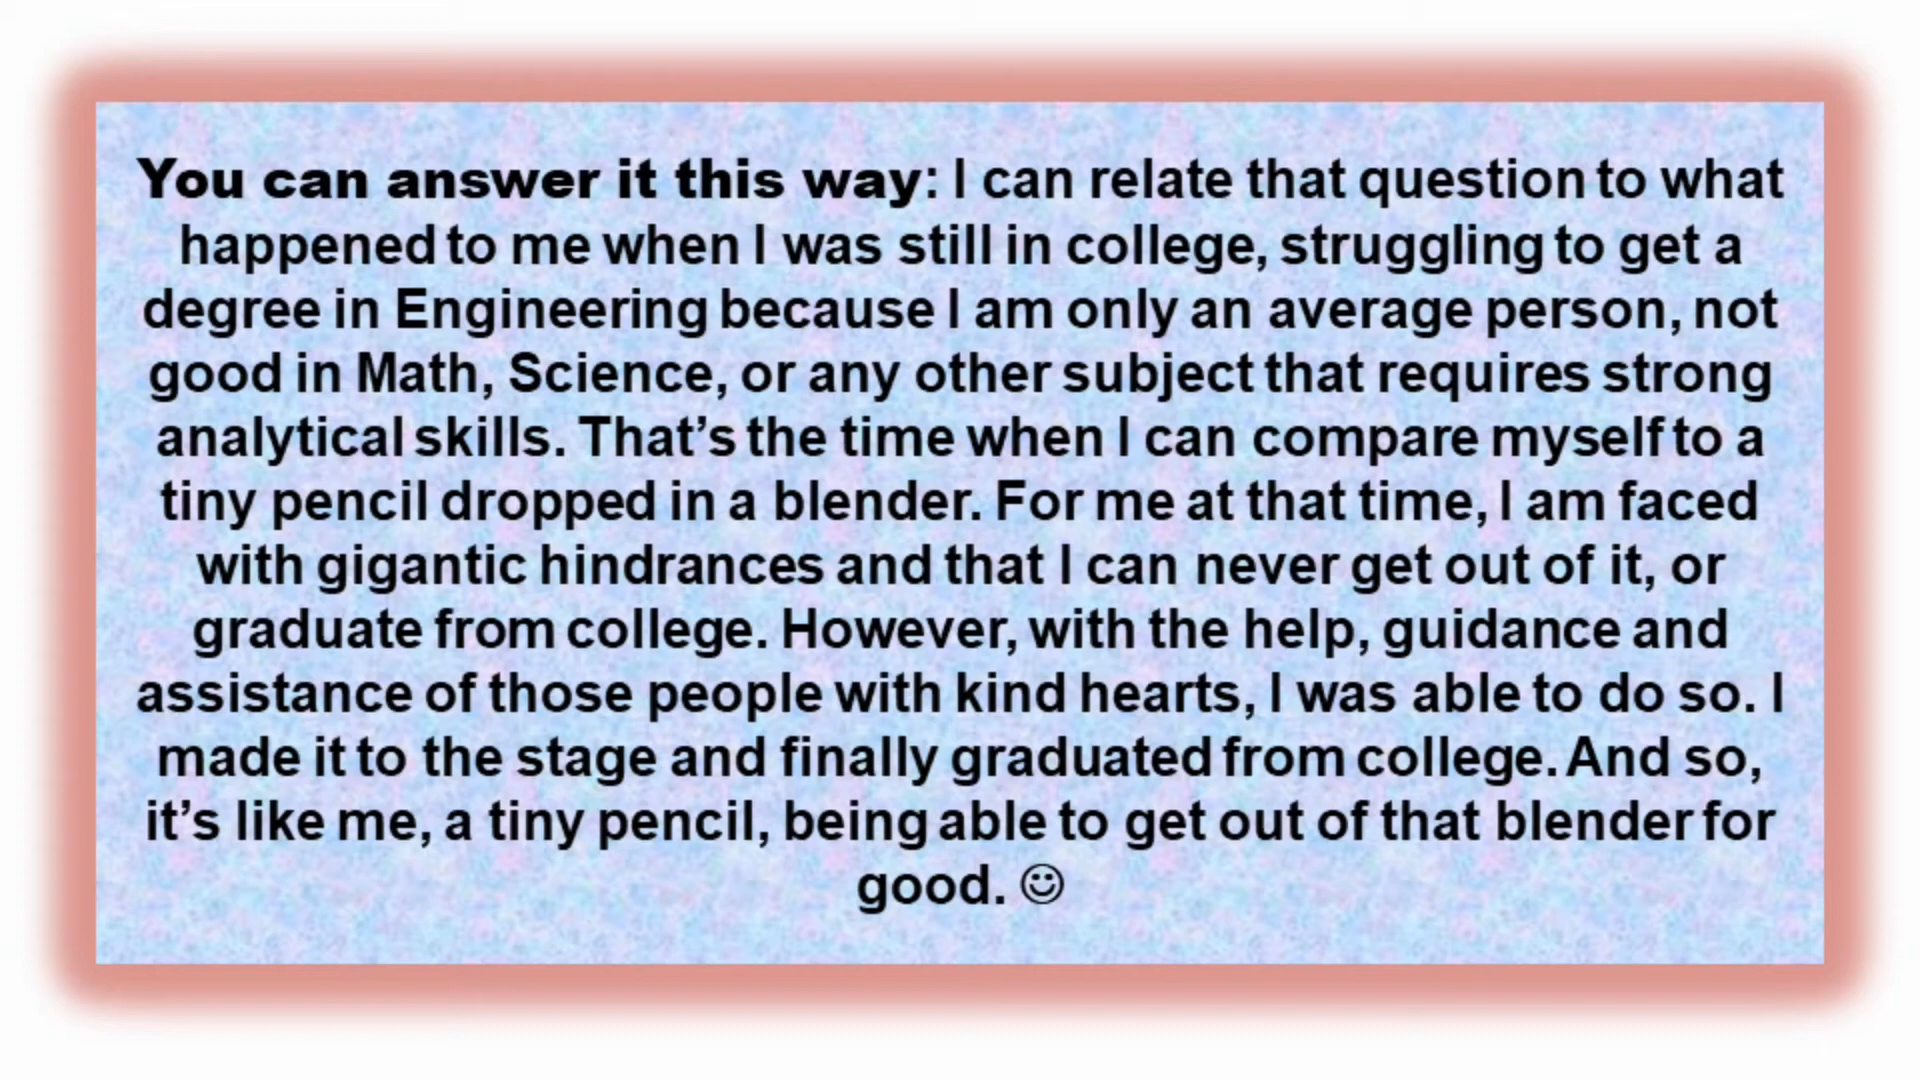 You can answer it this way: I can relate that question to what
happened to me when I was still in college, struggling to get a
degree in Engineering because I am only an average person, not
good in Math, Science, or any other subject that requires strong
analytical skills. That’s the time when I can compare myself to a
tiny pencil dropped in a blender. For me at that time, I am faced
with gigantic hindrances and that I can never get out of it, or
graduate from college. However, with the help, guidance and
assistance of those people with kind hearts, I was able to do so. I
made it to the stage and finally graduated from college. And so,
it’s like me, a tiny pencil, being able to get out of that blender for
good. ☺